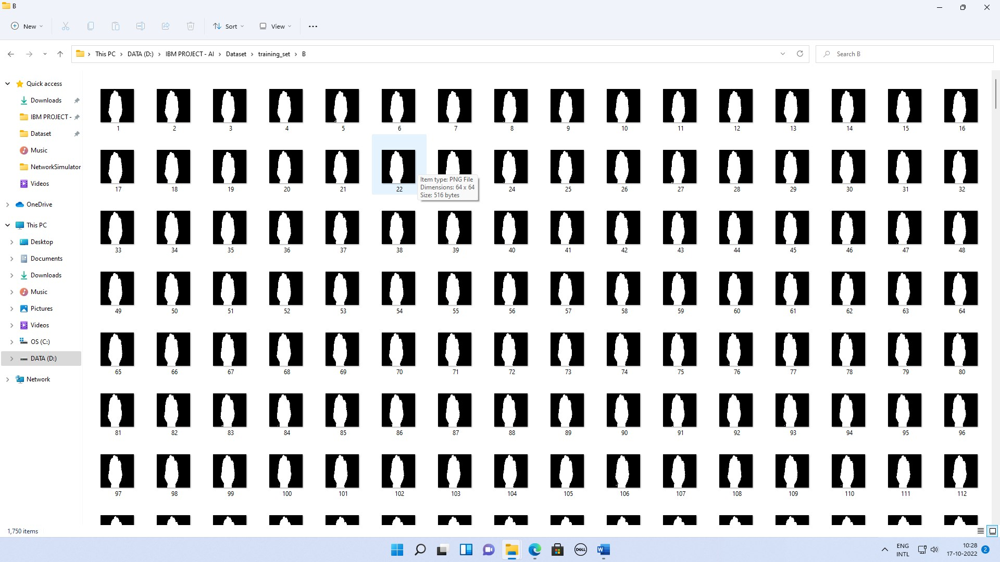 B
New
Sort
View
This PC
DATA (D:)
IBM PROJECT - AI
Dataset
training_set
B
Search B
Quick access
Downloads
IBM PROJECT -
Dataset
Music
NetworkSimulator
Videos
OneDrive
This PC
Desktop
Documents
Downloads
Music
Pictures
Videos
OS (C:)
DATA (D:)
Network
1 2 3 4 5 6 7 8 9 10 11 12 13 14 15 16
17 18 19 20 21 22 24 25 26 27 28 29 30 31 32
Item type: PNG File
Dimensions: 64 x 64
Size: 516 bytes
33 34 35 36 37 38 39 40 41 42 43 44 45 46 47 48
49 50 51 52 53 54 55 56 57 58 59 60 61 62 63 64
65 66 67 68 69 70 71 72 73 74 75 76 77 78 79 80
81 82 83 84 85 86 87 88 89 90 91 92 93 94 95 96
97 98 99 100 101 102 103 104 105 106 107 108 109 110 111 112
1,750 items
DELL
W
ENG
INTL
10:28
17-10-2022
2